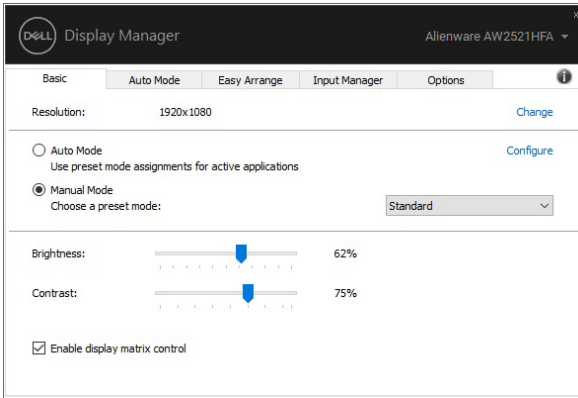 DELL Display Manager Alienware AW2521HFA
Basic Auto Mode Easy Arrange Input Manager Options
Resolution: 1920x1080 Change
Auto Mode Configure
Use preset mode assignments for active applications
Manual Mode
Choose a preset mode: Standard
Brightness: 62%
Contrast: 75%
Enable display matrix control